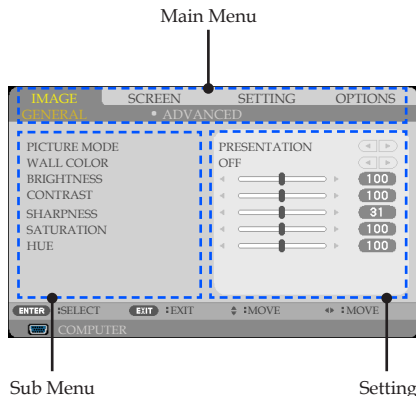 Main Menu
IMAGE SCREEN SETTING OPTIONS
GENERAL • ADVANCED
PICTURE MODE PRESENTATION
WALL COLOR OFF
BRIGHTNESS 100
CONTRAST 100
SHARPNESS 31
SATURATION 100
HUE 100
ENTER :SELECT EXIT :EXIT :MOVE :MOVE
COMPUTER
Sub Menu Setting